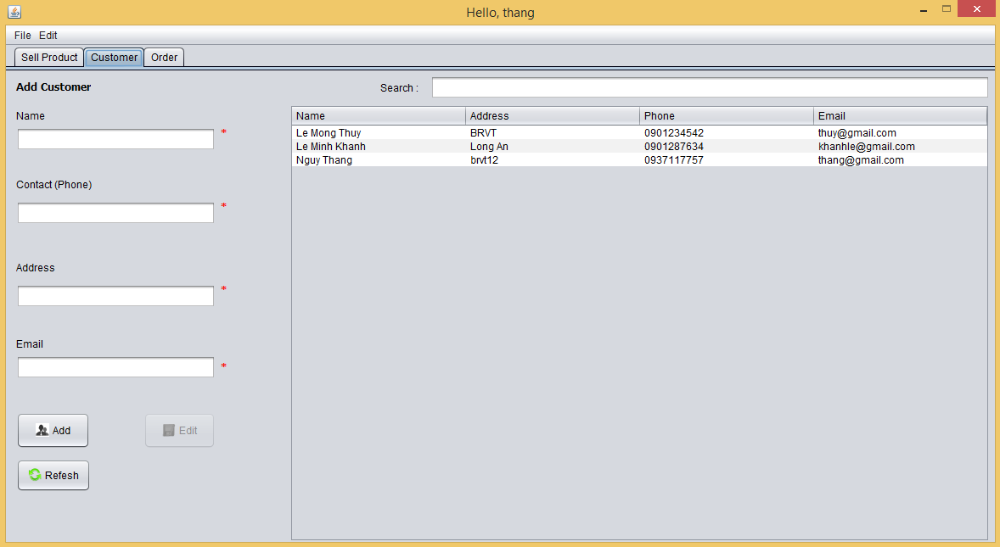 Hello, thang
File Edit
Sell Product Customer Order
Add Customer
Search :
Name
*
Contact (Phone)
*
Address
*
Email
*
Add Edit
Refesh
Name Address Phone Email
Le Mong Thuy BRVT 0901234542 thuy@gmail.com
Le Minh Khanh Long An 0901287634 khanhle@gmail.com
Nguy Thang brvt12 0937117757 thang@gmail.com